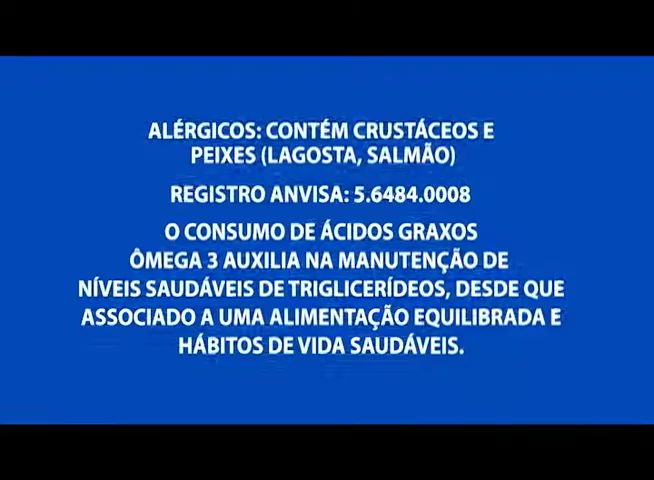 ALÉRGICOS: CONTÉM CRUSTÁCEOS E
PEIXES (LAGOSTA, SALMÃO)
REGISTRO ANVISA: 5.6484.0008
O CONSUMO DE ÁCIDOS GRAXOS
ÔMEGA 3 AUXILIA NA MANUTENÇÃO DE
NÍVEIS SAUDÁVEIS DE TRIGLICERÍDEOS, DESDE QUE
ASSOCIADO A UMA ALIMENTAÇÃO EQUILIBRADA E
HÁBITOS DE VIDA SAUDÁVEIS.